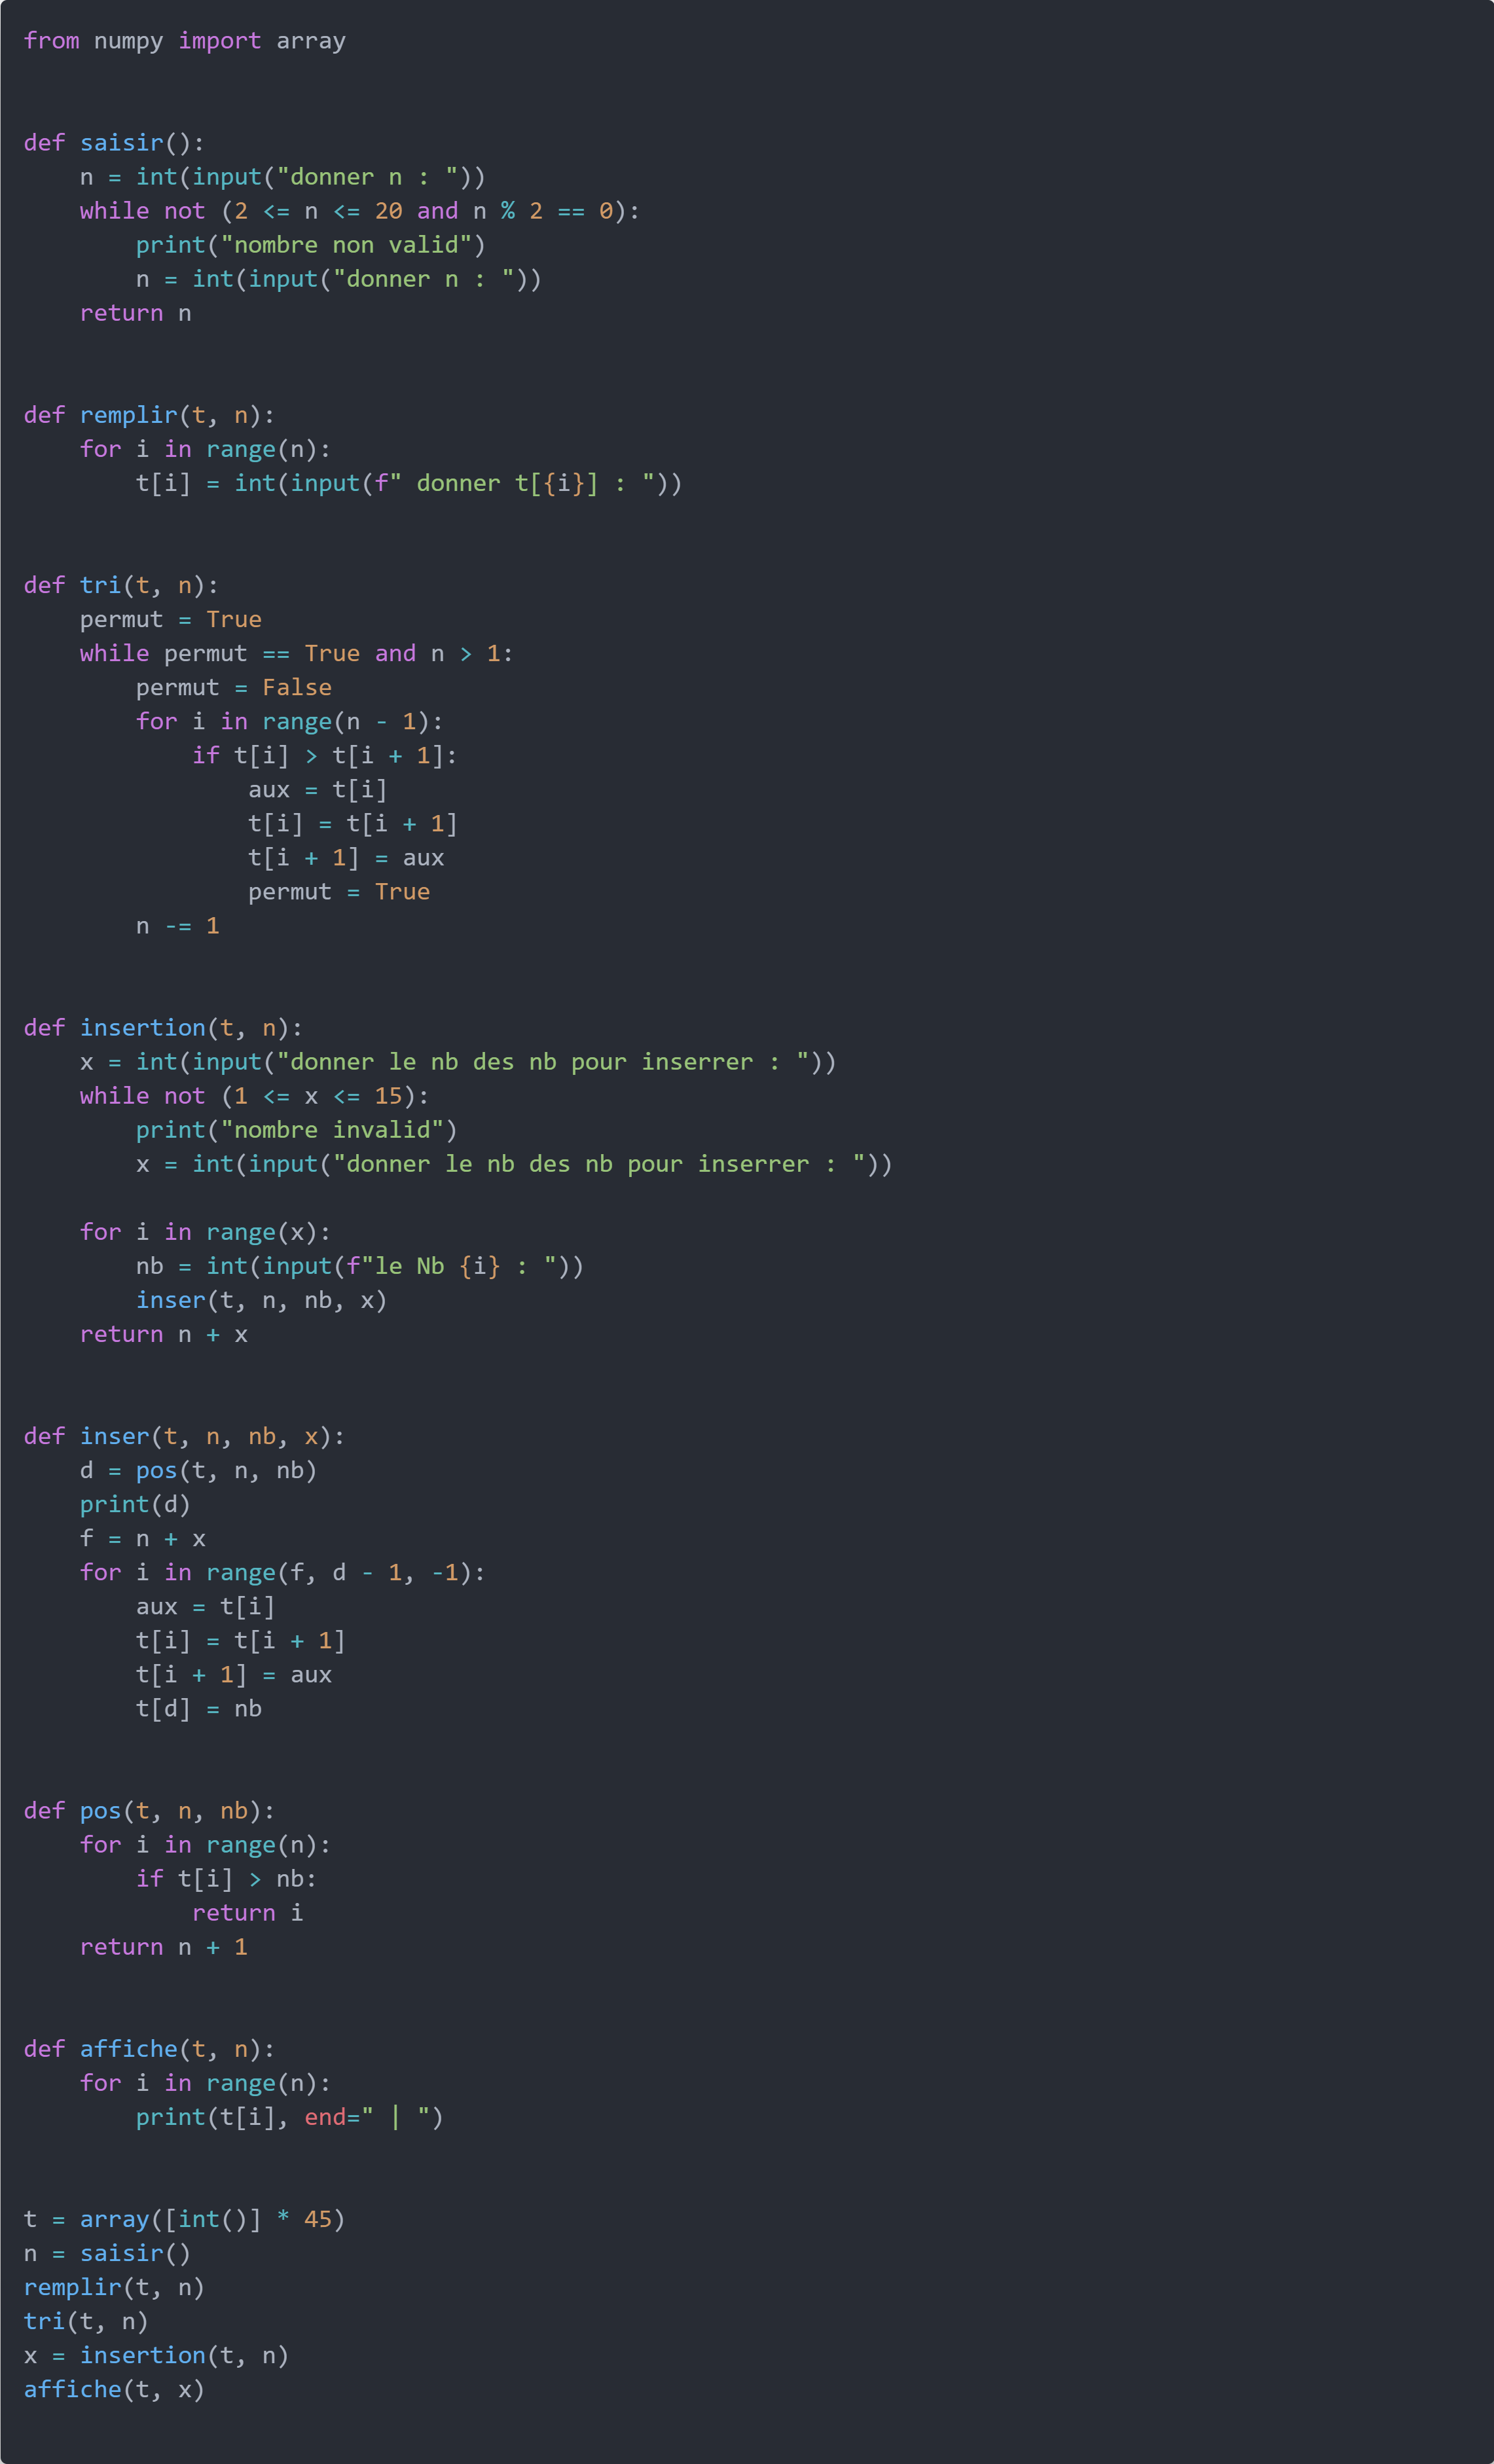 from numpy import array
def saisir():
    n = int(input("donner n : "))
    while not (2 <= n <= 20 and n % 2 == 0):
        print("nombre non valid")
        n = int(input("donner n : "))
    return n
def remplir(t, n):
    for i in range(n):
        t[i] = int(input(f" donner t[{i}] : "))
def tri(t, n):
    permut = True
    while permut == True and n > 1:
        permut = False
        for i in range(n - 1):
            if t[i] > t[i + 1]:
                aux = t[i]
                t[i] = t[i + 1]
                t[i + 1] = aux
                permut = True
        n -= 1
def insertion(t, n):
    x = int(input("donner le nb des nb pour inserrer : "))
    while not (1 <= x <= 15):
        print("nombre invalid")
        x = int(input("donner le nb des nb pour inserrer : "))
    for i in range(x):
        nb = int(input(f"le Nb {i} : "))
        inser(t, n, nb, x)
    return n + x
def inser(t, n, nb, x):
    d = pos(t, n, nb)
    print(d)
    f = n + x
    for i in range(f, d - 1, -1):
        aux = t[i]
        t[i] = t[i + 1]
        t[i + 1] = aux
        t[d] = nb
def pos(t, n, nb):
    for i in range(n):
        if t[i] > nb:
            return i
    return n + 1
def affiche(t, n):
    for i in range(n):
        print(t[i], end=" | ")
t = array([int()] * 45)
n = saisir()
remplir(t, n)
tri(t, n)
x = insertion(t, n)
affiche(t, x)